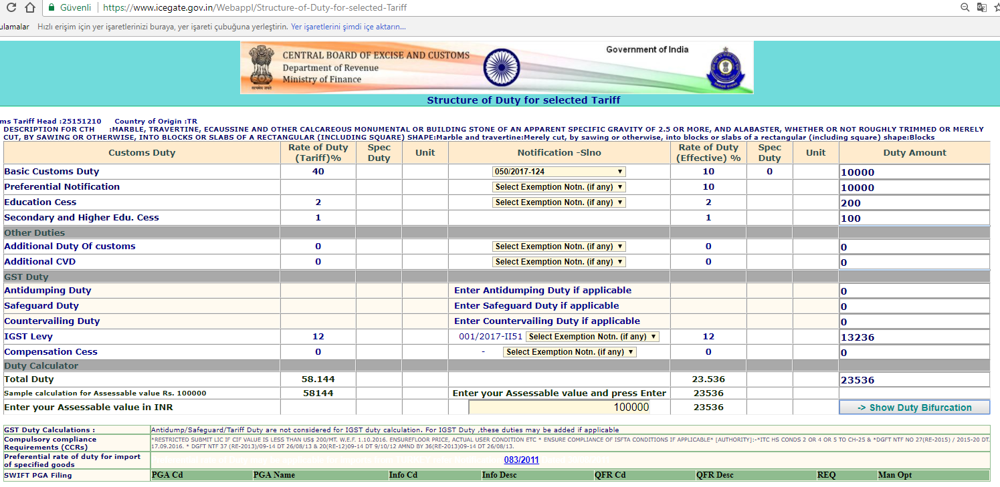 Güvenli
https://www.icegate.gov.in/Webappl/Structure-of-Duty-for-selected-Tariff
ulamalar Hızlı erişim için yer işaretlerinizi buraya, yer işareti çubuğuna yerleştirin. Yer işaretlerini şimdi içe aktarın...
CENTRAL BOARD OF EXCISE AND CUSTOMS
Department of Revenue
Ministry of Finance
सत्यमेव जयते
Government of India
Structure of Duty for selected Tariff
ms Tariff Head :25151210 Country of Origin :TR
DESCRIPTION FOR CTH :MARBLE, TRAVERTINE, ECAUSSINE AND OTHER CALCAREOUS MONUMENTAL OR BUILDING STONE OF AN APPARENT SPECIFIC GRAVITY OF 2.5 OR MORE, AND ALABASTER, WHETHER OR NOT ROUGHLY TRIMMED OR MERELY
CUT, BY SAWING OR OTHERWISE, INTO BLOCKS OR SLABS OF A RECTANGULAR (INCLUDING SQUARE) SHAPE:Marble and travertine:Merely cut, by sawing or otherwise, into blocks or slabs of a rectangular (including square) shape:Blocks
Customs Duty Rate of Duty (Tariff)% Spec Duty Unit Notification -Slno Rate of Duty (Effective) % Spec Duty Unit Duty Amount
Basic Customs Duty 40 050/2017-124 10 0 10000
Preferential Notification Select Exemption Notn. (if any) 10 10000
Education Cess 2 Select Exemption Notn. (if any) 2 200
Secondary and Higher Edu. Cess 1 1 100
Other Duties
Additional Duty Of customs 0 Select Exemption Notn. (if any) 0 0
Additional CVD 0 Select Exemption Notn. (if any) 0 0
GST Duty
Antidumping Duty Enter Antidumping Duty if applicable 0
Safeguard Duty Enter Safeguard Duty if applicable 0
Countervailing Duty Enter Countervailing Duty if applicable 0
IGST Levy 12 001/2017-II51 Select Exemption Notn. (if any) 12 13236
Compensation Cess 0 - Select Exemption Notn. (if any) 0 0
Duty Calculator
Total Duty 58.144 23.536 23536
Sample calculation for Assessable value Rs. 100000 58144 Enter your Assessable value and press Enter 23536
Enter your Assessable value in INR 100000 23536 -> Show Duty Bifurcation
GST Duty Calculations : Antidump/Safeguard/Tariff Duty are not considered for IGST duty calculation. For IGST Duty ,these duties may be added if applicable
Compulsory compliance Requirements (CCRs) *RESTRICTED SUBMIT LIC IF CIF VALUE IS LESS THAN US$ 200/MT. W.E.F. 1.10.2016. ENSUREFLOOR PRICE, ACTUAL USER CONDITION ETC * ENSURE COMPLIANCE OF ISFTA CONDITIONS IF APPLICABLE* [AUTHORITY]:-*ITC HS CONDS 2 OR 4 OR 5 TO CH-25 & *DGFT NTF NO 27(RE-2015) / 2015-20 DT.
17.09.2016. * DGFT NTF 37 (RE-2013)/09-14 DT 26/08/13 & 20(RE-12)09-14 DT 9/10/12 AMND BY 36(RE-2013)09-14 DT 26/08/13.
Preferential rate of duty for import of specified goods 083/2011
SWIFT PGA Filing PGA Cd PGA Name Info Cd Info Desc QFR Cd QFR Desc REQ Man Opt